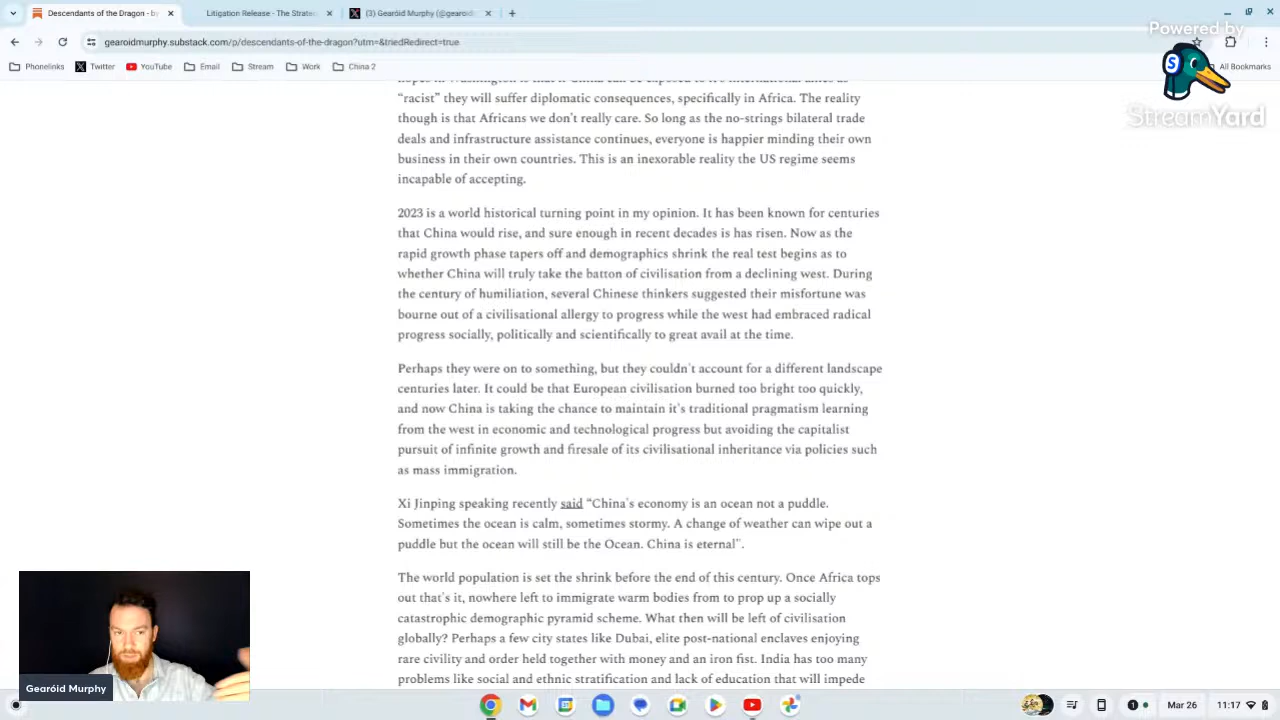 Descendants of the Dragon - by
Litigation Release - The Strate
(3) Gearóid Murphy (@gearoid
gearoidmurphy.substack.com/p/descendants-of-the-dragon?utm=&triedRedirect=true
Phonelinks
Twitter
YouTube
Email
Stream
Work
China 2
All Bookmarks
Powered by
StreamYard
"racist" they will suffer diplomatic consequences, specifically in Africa. The reality
though is that Africans we don't really care. So long as the no-strings bilateral trade
deals and infrastructure assistance continues, everyone is happier minding their own
business in their own countries. This is an inexorable reality the US regime seems
incapable of accepting.
2023 is a world historical turning point in my opinion. It has been known for centuries
that China would rise, and sure enough in recent decades is has risen. Now as the
rapid growth phase tapers off and demographics shrink the real test begins as to
whether China will truly take the batton of civilisation from a declining west. During
the century of humiliation, several Chinese thinkers suggested their misfortune was
bourne out of a civilisational allergy to progress while the west had embraced radical
progress socially, politically and scientifically to great avail at the time.
Perhaps they were on to something, but they couldn't account for a different landscape
centuries later. It could be that European civilisation burned too bright too quickly,
and now China is taking the chance to maintain it's traditional pragmatism learning
from the west in economic and technological progress but avoiding the capitalist
pursuit of infinite growth and firesale of its civilisational inheritance via policies such
as mass immigration.
Xi Jinping speaking recently said "China's economy is an ocean not a puddle.
Sometimes the ocean is calm, sometimes stormy. A change of weather can wipe out a
puddle but the ocean will still be the Ocean. China is eternal".
The world population is set the shrink before the end of this century. Once Africa tops
out that's it, nowhere left to immigrate warm bodies from to prop up a socially
catastrophic demographic pyramid scheme. What then will be left of civilisation
globally? Perhaps a few city states like Dubai, elite post-national enclaves enjoying
rare civility and order held together with money and an iron fist. India has too many
problems like social and ethnic stratification and lack of education that will impede
Gearóid Murphy
Mar 26
11:17